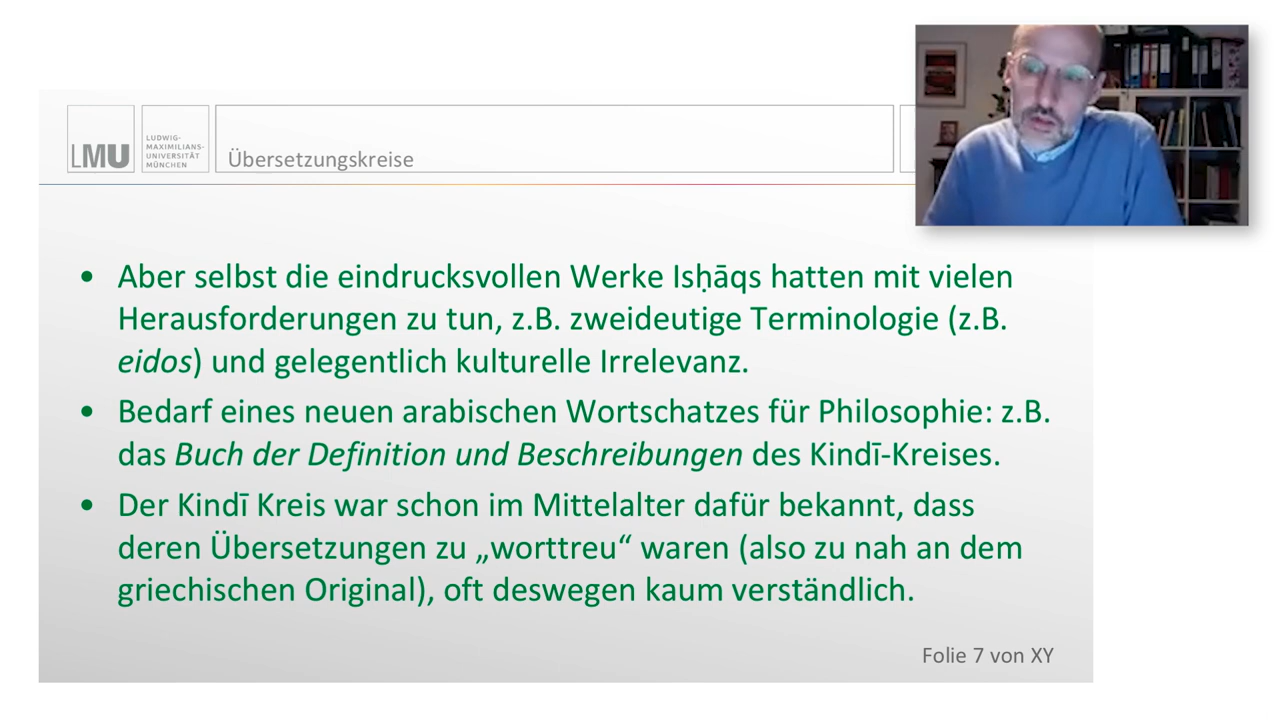 LMU
LUDWIG-
MAXIMILIANS-
UNIVERSITÄT
MÜNCHEN
Übersetzungskreise
• Aber selbst die eindrucksvollen Werke Isḥāqs hatten mit vielen
Herausforderungen zu tun, z.B. zweideutige Terminologie (z.B.
eidos) und gelegentlich kulturelle Irrelevanz.
• Bedarf eines neuen arabischen Wortschatzes für Philosophie: z.B.
das Buch der Definition und Beschreibungen des Kindī-Kreises.
• Der Kindī Kreis war schon im Mittelalter dafür bekannt, dass
deren Übersetzungen zu „worttreu“ waren (also zu nah an dem
griechischen Original), oft deswegen kaum verständlich.
Folie 7 von XY